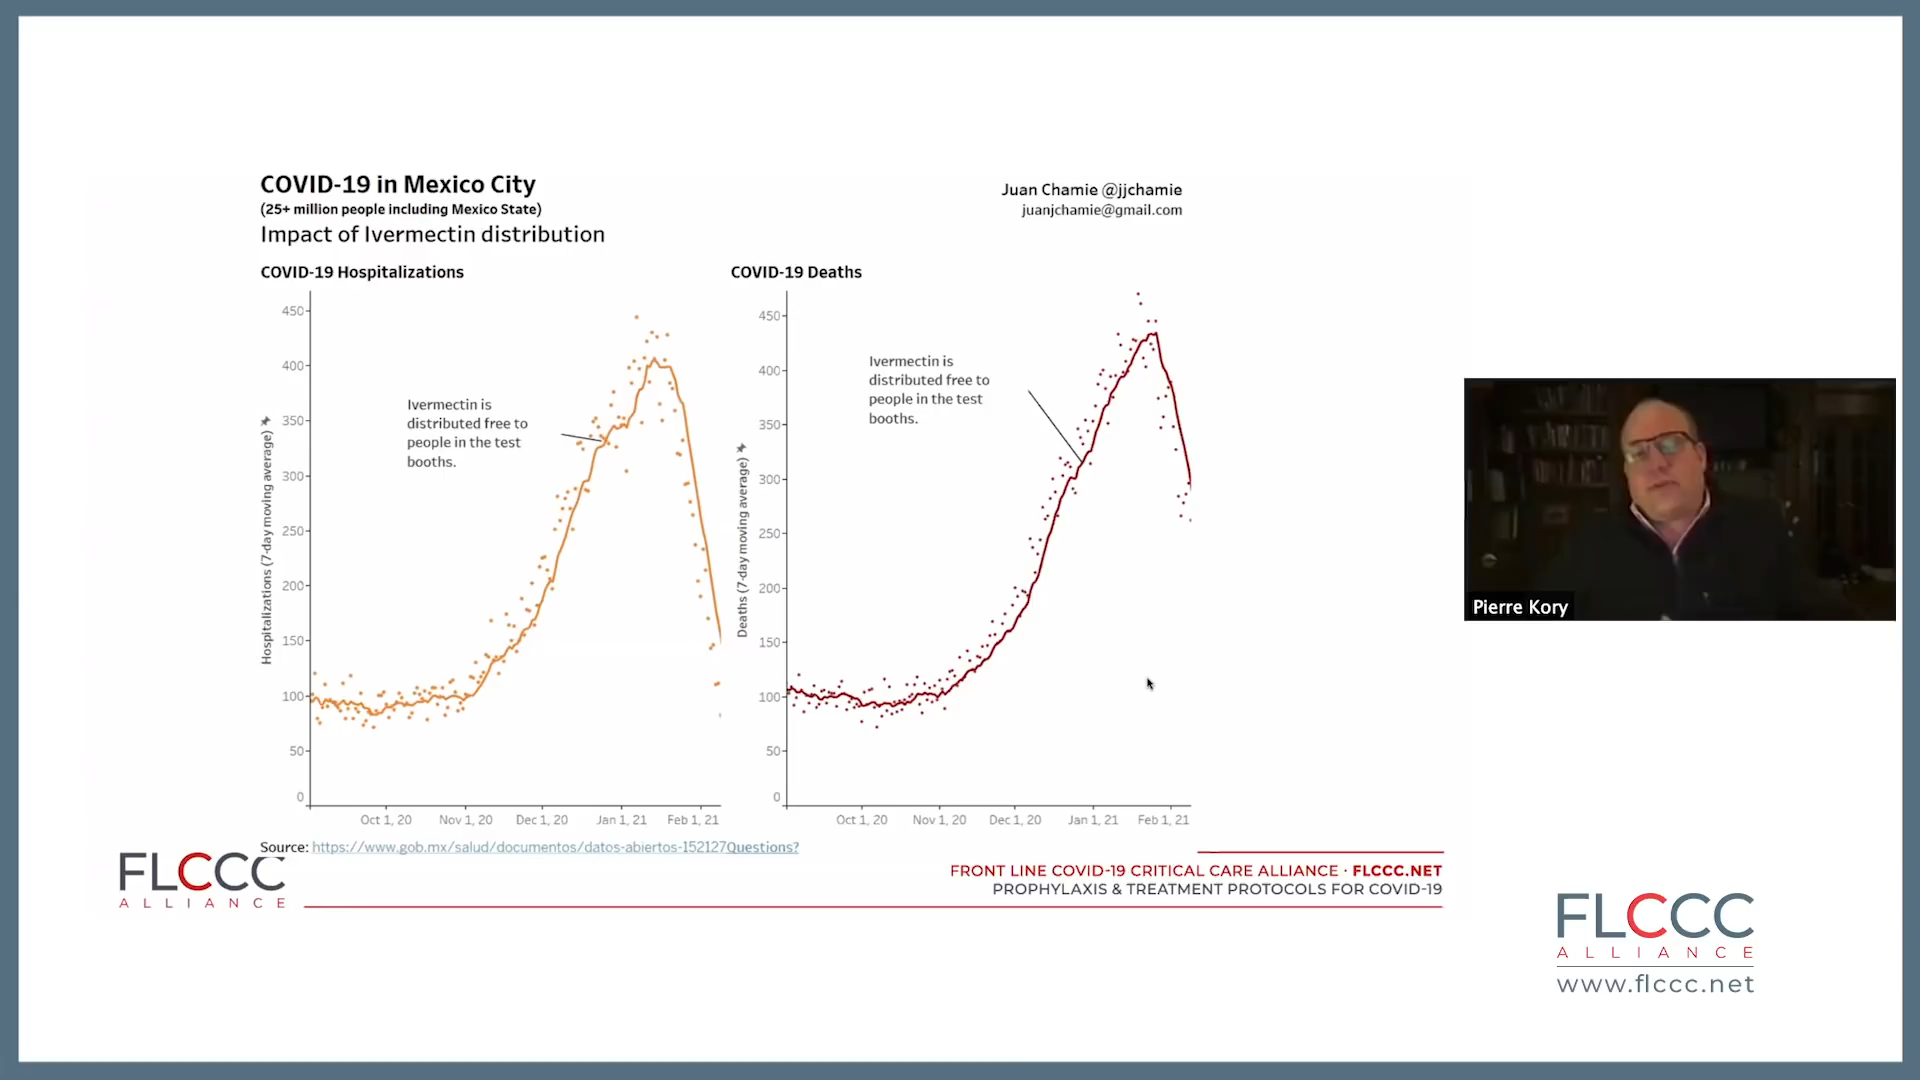 COVID-19 in Mexico City
(25+ million people including Mexico State)
Impact of Ivermectin distribution
Juan Chamie @jjchamie
juanjchamie@gmail.com
COVID-19 Hospitalizations
Hospitalizations (7-day moving average)
450
400
350
300
250
200
150
100
50
0
Ivermectin is
distributed free to
people in the test
booths.
Oct 1, 20
Nov 1, 20
Dec 1, 20
Jan 1, 21
Feb 1, 21
COVID-19 Deaths
Deaths (7-day moving average)
450
400
350
300
250
200
150
100
50
0
Ivermectin is
distributed free to
people in the test
booths.
Oct 1, 20
Nov 1, 20
Dec 1, 20
Jan 1, 21
Feb 1, 21
Source: https://www.gob.mx/salud/documentos/datos-abiertos-152127Questions?
FLCCC
ALLIANCE
FRONT LINE COVID-19 CRITICAL CARE ALLIANCE · FLCCC.NET
PROPHYLAXIS & TREATMENT PROTOCOLS FOR COVID-19
Pierre Kory
FLCCC
ALLIANCE
www.flccc.net